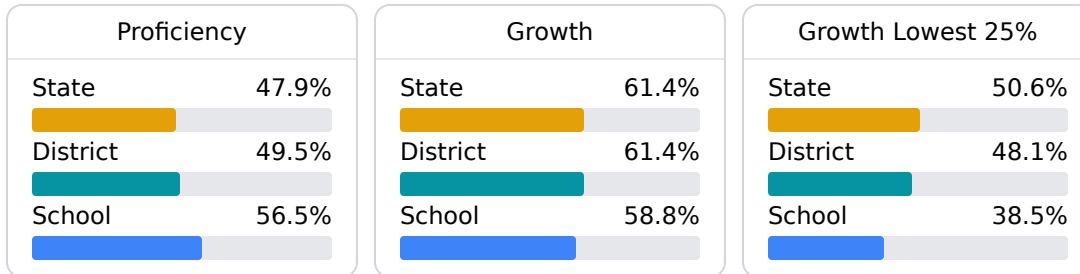 Proficiency
State 47.9%
District 49.5%
School 56.5%
Growth
State 61.4%
District 61.4%
School 58.8%
Growth Lowest 25%
State 50.6%
District 48.1%
School 38.5%